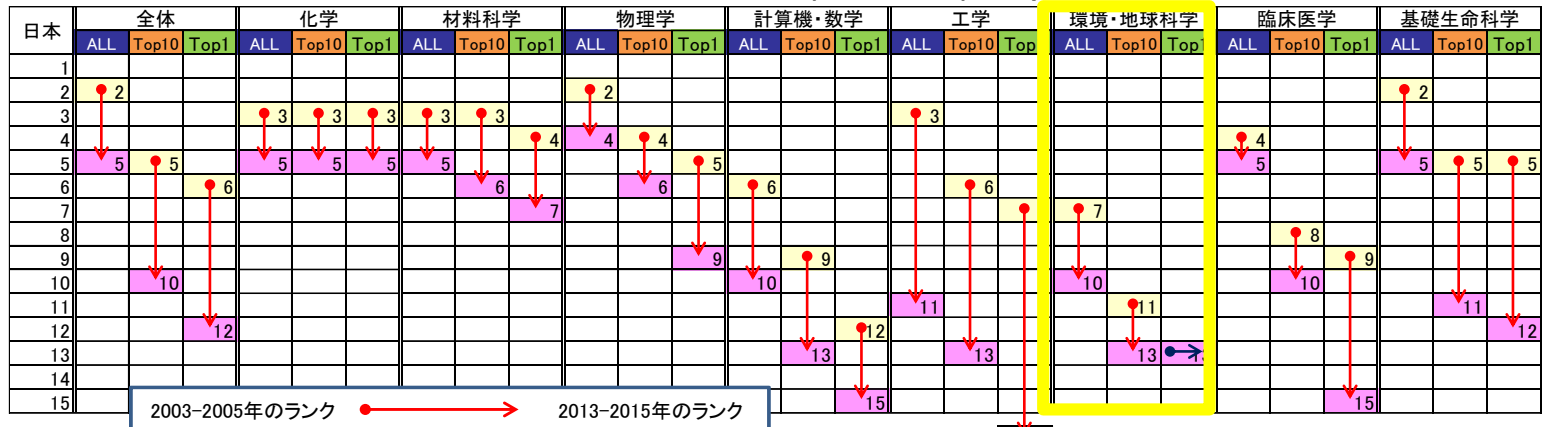 日本 全体 化学 材料科学 物理学 計算機・数学 工学 環境・地球科学 臨床医学 基礎生命科学
ALL Top10 Top1 ALL Top10 Top1 ALL Top10 Top1 ALL Top10 Top1 ALL Top10 Top1 ALL Top10 Top ALL Top10 Top1 ALL Top10 Top1 ALL Top10 Top1
1
2 2 2 2
3 3 3 3 3 3 3
4 4 4 4 4
5 5 5 5 5 5 5 5 5 5 5 5
6 6 6 6 6 6
7 7 7
8 8
9 9 9 9
10 10 10 10 10
11 11 11 11
12 12 12 12
13 13 13 13
14
15 15 15
2003-2005年のランク 2013-2015年のランク